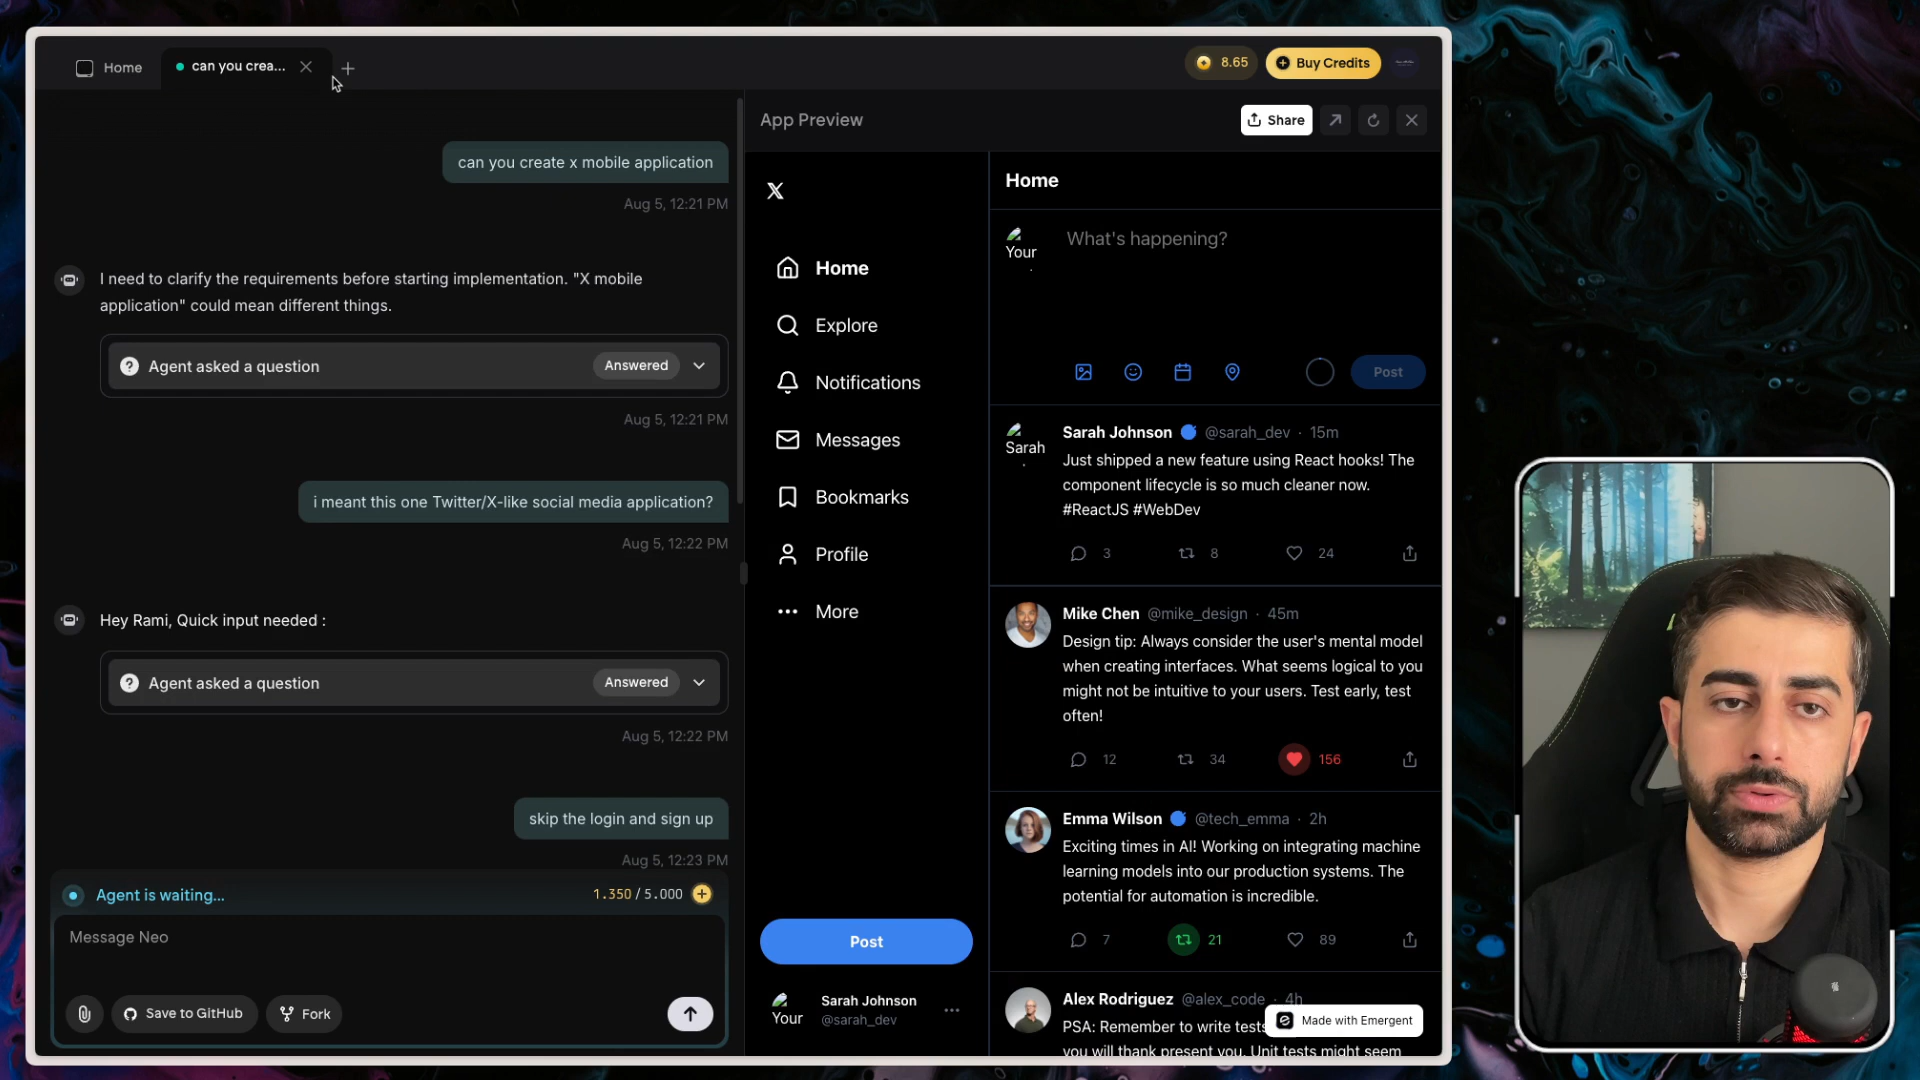 Home
can you crea...
8.65
Buy Credits
can you create x mobile application
Aug 5, 12:21 PM
I need to clarify the requirements before starting implementation. "X mobile
application" could mean different things.
Agent asked a question
Answered
Aug 5, 12:21 PM
i meant this one Twitter/X-like social media application?
Aug 5, 12:22 PM
Hey Rami, Quick input needed :
Agent asked a question
Answered
Aug 5, 12:22 PM
skip the login and sign up
Aug 5, 12:23 PM
Agent is waiting...
1.350 / 5.000
Message Neo
Save to GitHub
Fork
App Preview
Share
Home
Explore
Notifications
Messages
Bookmarks
Profile
More
Post
Your
Sarah Johnson
@sarah_dev
Home
Your
What's happening?
Post
Sarah
Sarah Johnson @sarah_dev · 15m
Just shipped a new feature using React hooks! The
component lifecycle is so much cleaner now.
#ReactJS #WebDev
3 8 24
Mike Chen @mike_design · 45m
Design tip: Always consider the user's mental model
when creating interfaces. What seems logical to you
might not be intuitive to your users. Test early, test
often!
12 34 156
Emma Wilson @tech_emma · 2h
Exciting times in AI! Working on integrating machine
learning models into our production systems. The
potential for automation is incredible.
7 21 89
Alex Rodriguez @alex_code · 4h
PSA: Remember to write tests
you will thank present you. Unit tests might seem
Made with Emergent